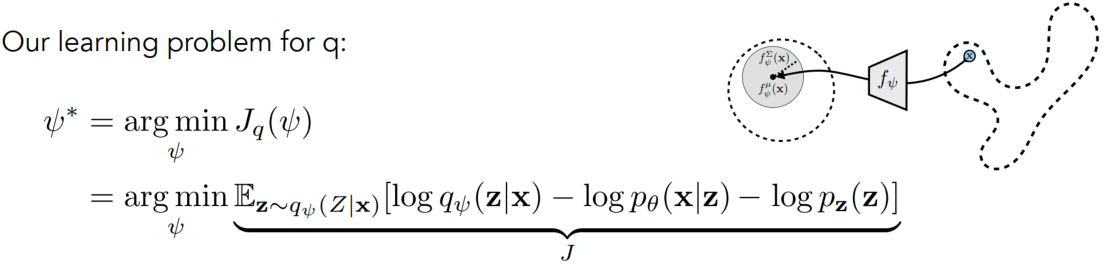 Our learning problem for q:
ψ* = arg min_ψ J_q(ψ)
= arg min_ψ 𝔼_{𝐳∼q_ψ(Z|𝐱)}[log q_ψ(𝐳|𝐱) − log p_θ(𝐱|𝐳) − log p_𝐳(𝐳)]
J
f_ψ^Σ(𝐱)
f_ψ^μ(𝐱)
f_ψ
x